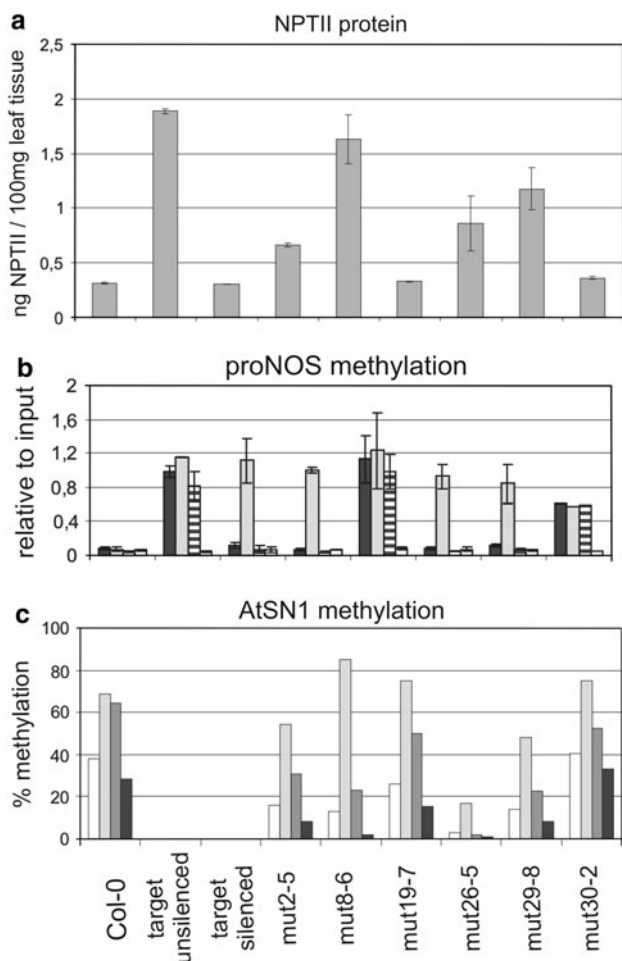 a
NPTII protein
ng NPTII / 100mg leaf tissue
2,5
2
1,5
1
0,5
0
b
proNOS methylation
relative to input
2
1,6
1,2
0,8
0,4
0
c
AtSN1 methylation
% methylation
100
80
60
40
20
0
Col-0
target
unsilenced
target
silenced
mut2-5
mut8-6
mut19-7
mut26-5
mut29-8
mut30-2